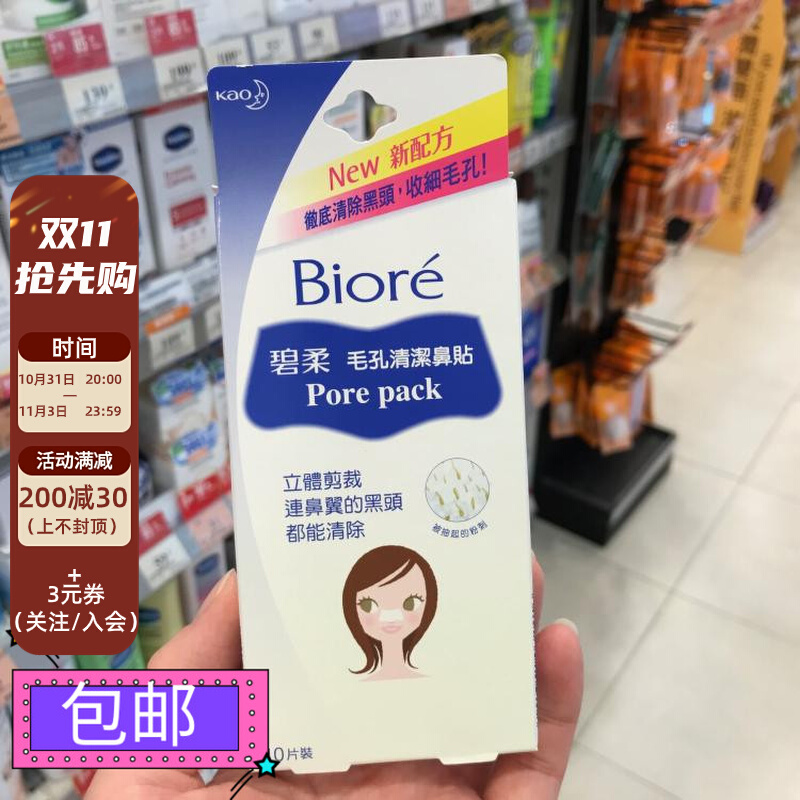 Kao
New 新配方
徹底清除黑頭，收細毛孔！
Bioré
碧柔 毛孔清潔鼻貼
Pore pack
立體剪裁
連鼻翼的黑頭
都能清除
被抽起的粉刺
0片裝
双11
抢先购
时间
10月31日 20:00
—
11月3日 23:59
活动满减
200减30
（上不封顶）
+
3元券
（关注/入会）
包邮